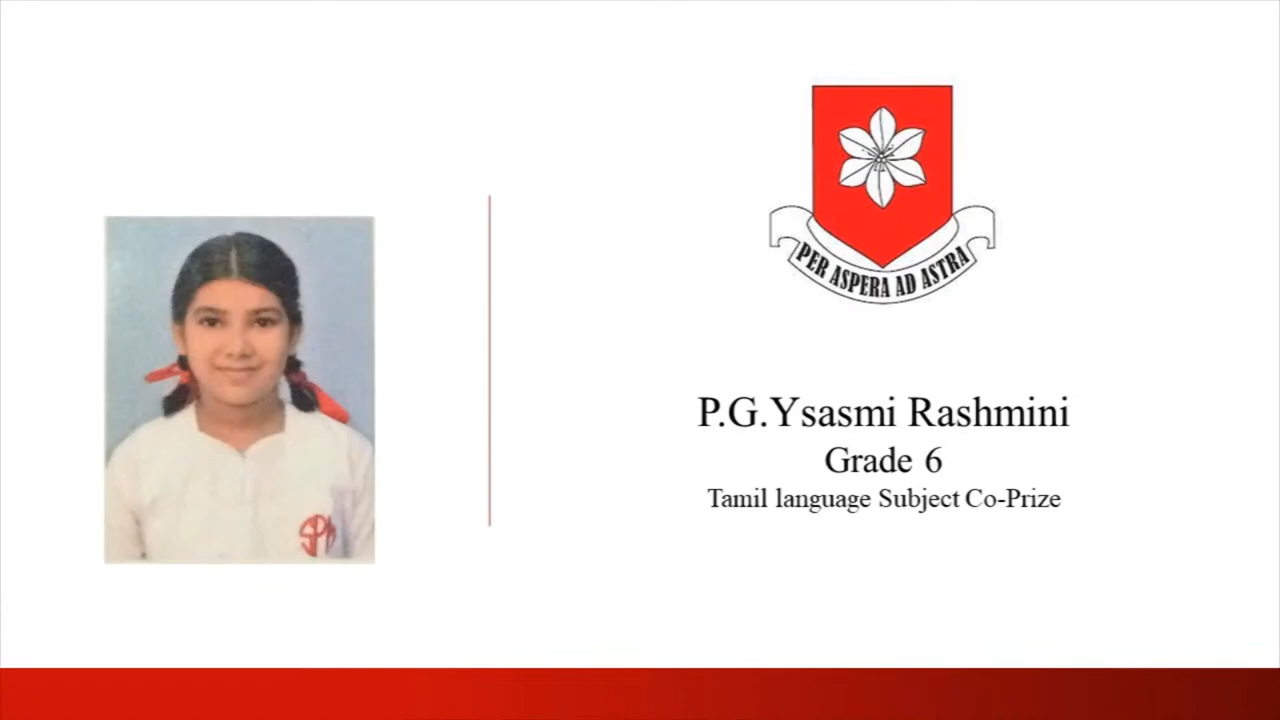 PER ASPERA AD ASTRA
P.G.Ysasmi Rashmini
Grade 6
Tamil language Subject Co-Prize